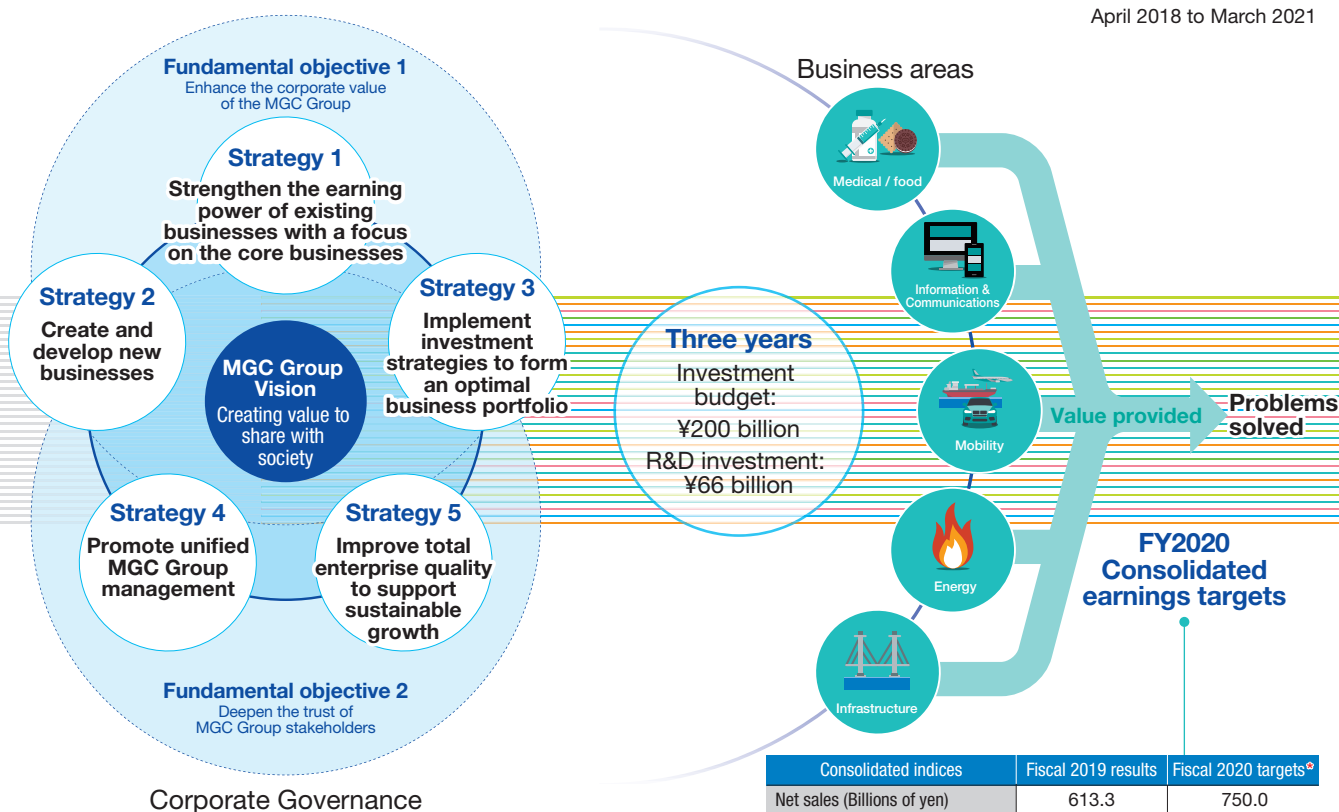 April 2018 to March 2021
Fundamental objective 1
Enhance the corporate value
of the MGC Group
Strategy 1
Strengthen the earning
power of existing
businesses with a focus
on the core businesses
Strategy 2
Create and
develop new
businesses
Strategy 3
Implement
investment
strategies to form
an optimal
business portfolio
MGC Group
Vision
Creating value to
share with
society
Strategy 4
Promote unified
MGC Group
management
Strategy 5
Improve total
enterprise quality
to support
sustainable
growth
Fundamental objective 2
Deepen the trust of
MGC Group stakeholders
Corporate Governance
Three years
Investment
budget:
¥200 billion
R&D investment:
¥66 billion
Business areas
Medical / food
Information &
Communications
Mobility
Energy
Infrastructure
Value provided
Problems
solved
FY2020
Consolidated
earnings targets
Consolidated indices Fiscal 2019 results Fiscal 2020 targets*
Net sales (Billions of yen) 613.3 750.0